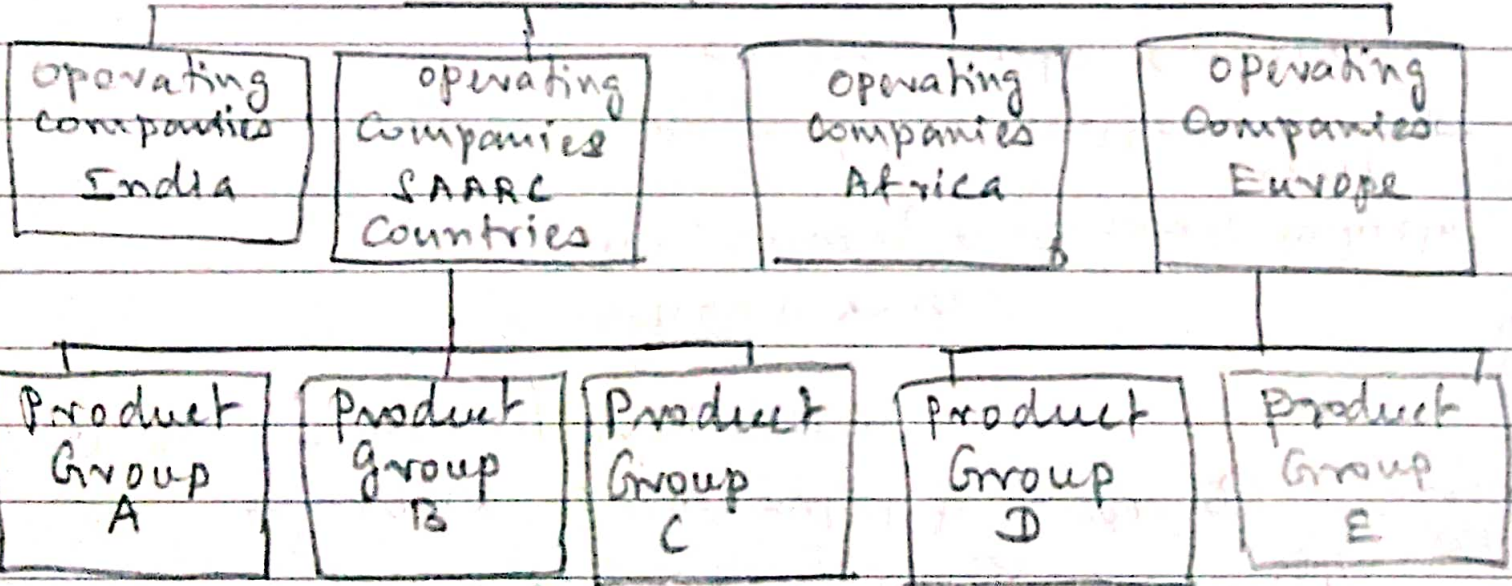 Operating
Companies
India
Operating
Companies
SAARC
Countries
Operating
Companies
Africa
Operating
Companies
Europe
Product
Group
A
Product
group
B
Product
Group
C
Product
Group
D
Product
Group
E